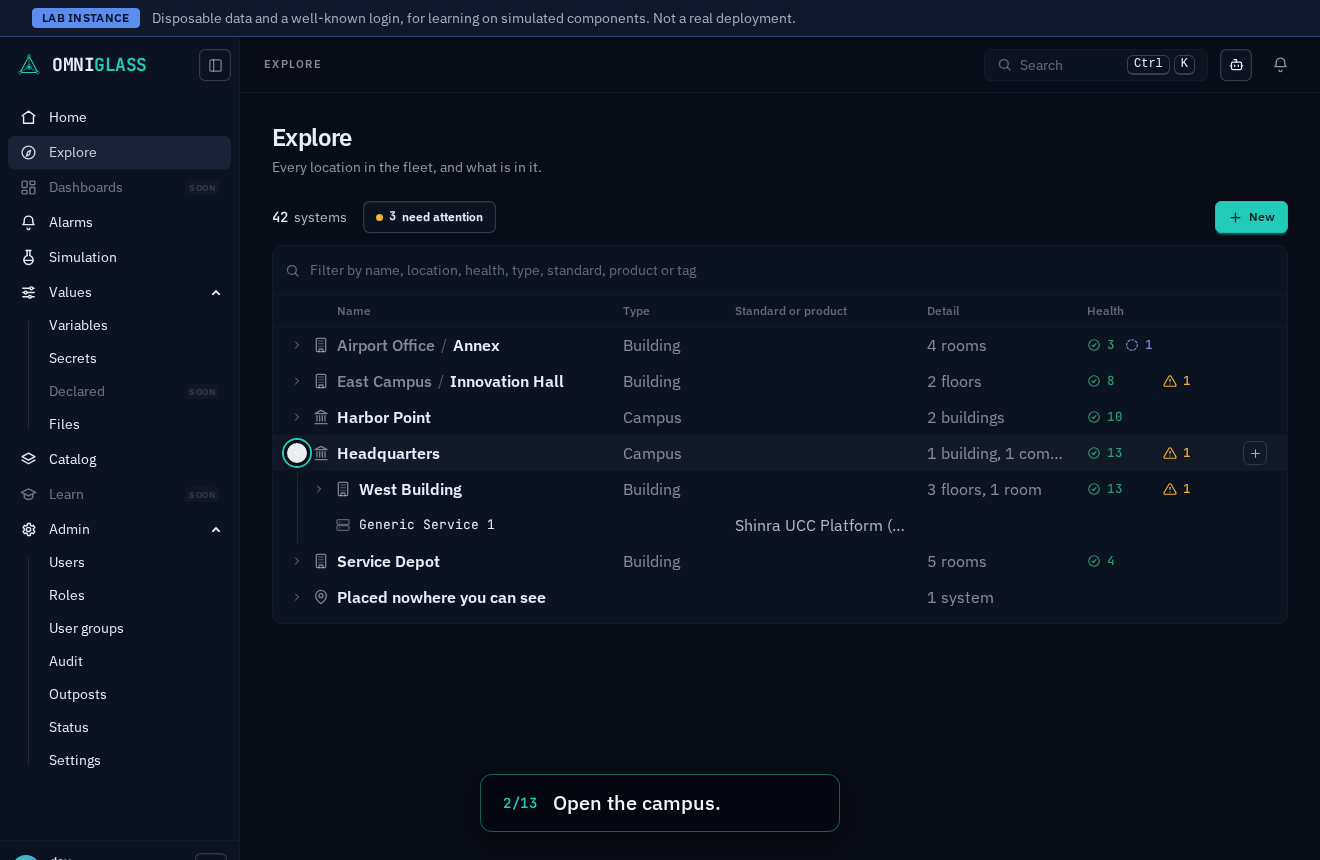 LAB INSTANCE Disposable data and a well-known login, for learning on simulated components. Not a real deployment.
OMNIGLASS
EXPLORE
Search Ctrl K
Home
Explore
Dashboards SOON
Alarms
Simulation
Values
Variables
Secrets
Declared SOON
Files
Catalog
Learn SOON
Admin
Users
Roles
User groups
Audit
Outposts
Status
Settings
Explore
Every location in the fleet, and what is in it.
42 systems 3 need attention New
Filter by name, location, health, type, standard, product or tag
Name Type Standard or product Detail Health
Airport Office / Annex Building 4 rooms 3 1
East Campus / Innovation Hall Building 2 floors 8 1
Harbor Point Campus 2 buildings 10
Headquarters Campus 1 building, 1 com... 13 1
West Building Building 3 floors, 1 room 13 1
Generic Service 1 Shinra UCC Platform (...
Service Depot Building 5 rooms 4
Placed nowhere you can see 1 system
2/13 Open the campus.